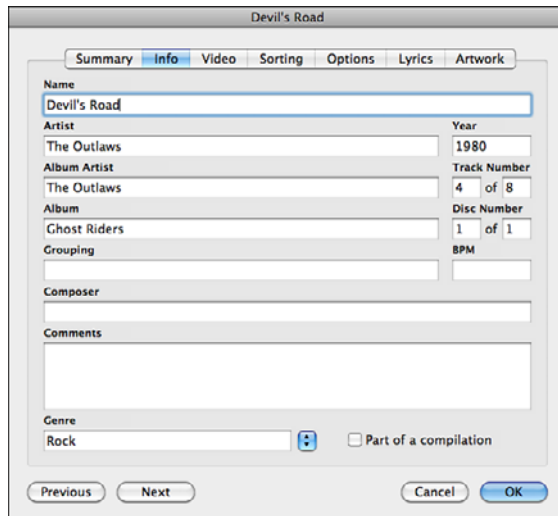 Devil's Road
Summary Info Video Sorting Options Lyrics Artwork
Name
Devil's Road
Artist Year
The Outlaws 1980
Album Artist Track Number
The Outlaws 4 of 8
Album Disc Number
Ghost Riders 1 of 1
Grouping BPM
Composer
Comments
Genre
Rock Part of a compilation
Previous Next Cancel OK